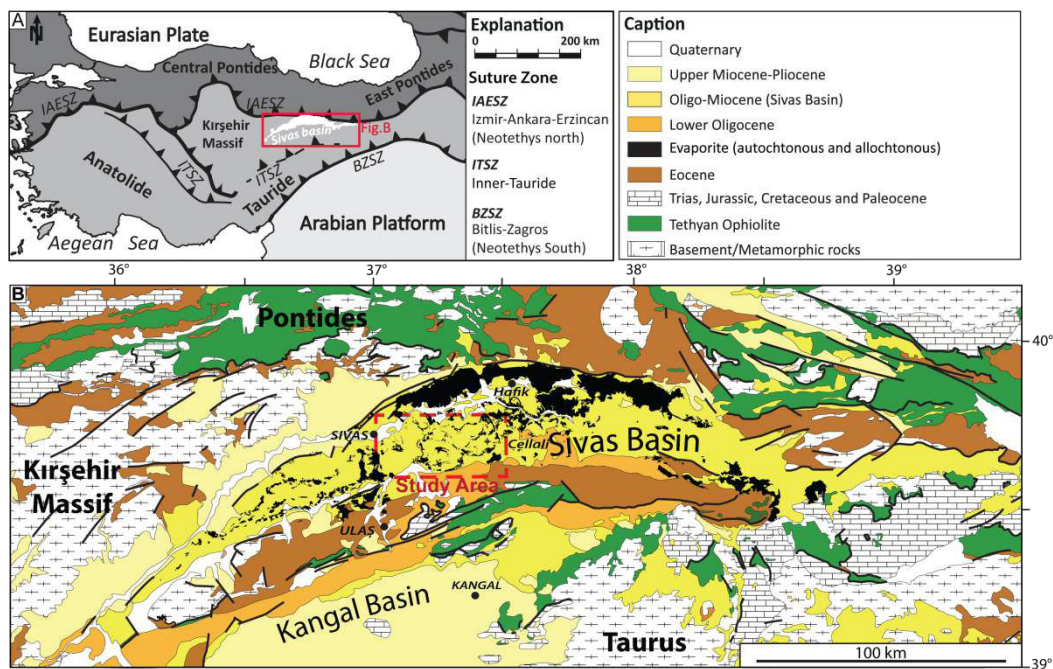 A
N
Eurasian Plate
Black Sea
Central Pontides
East Pontides
IAESZ
IAESZ
Kırşehir
Massif
Sivas basin
Fig.B
ITSZ
ITSZ
BZSZ
Anatolide
Tauride
Arabian Platform
Aegean Sea
Explanation
0 200 km
Suture Zone
IAESZ
Izmir-Ankara-Erzincan
(Neotethys north)
ITSZ
Inner-Tauride
BZSZ
Bitlis-Zagros
(Neotethys South)
Caption
Quaternary
Upper Miocene-Pliocene
Oligo-Miocene (Sivas Basin)
Lower Oligocene
Evaporite (autochtonous and allochtonous)
Eocene
Trias, Jurassic, Cretaceous and Paleocene
Tethyan Ophiolite
Basement/Metamorphic rocks
36° 37° 38° 39°
B
Pontides
40°
Hafik
SIVAS
Cellali
Sivas Basin
Kırşehir
Massif
Study Area
ULAS
KANGAL
Kangal Basin
Taurus
100 km
39°